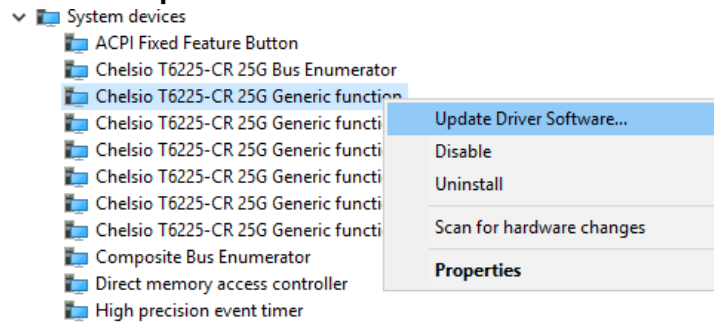 System devices
ACPI Fixed Feature Button
Chelsio T6225-CR 25G Bus Enumerator
Chelsio T6225-CR 25G Generic function
Chelsio T6225-CR 25G Generic functi
Chelsio T6225-CR 25G Generic functi
Chelsio T6225-CR 25G Generic functi
Chelsio T6225-CR 25G Generic functi
Chelsio T6225-CR 25G Generic functi
Composite Bus Enumerator
Direct memory access controller
High precision event timer
Update Driver Software...
Disable
Uninstall
Scan for hardware changes
Properties